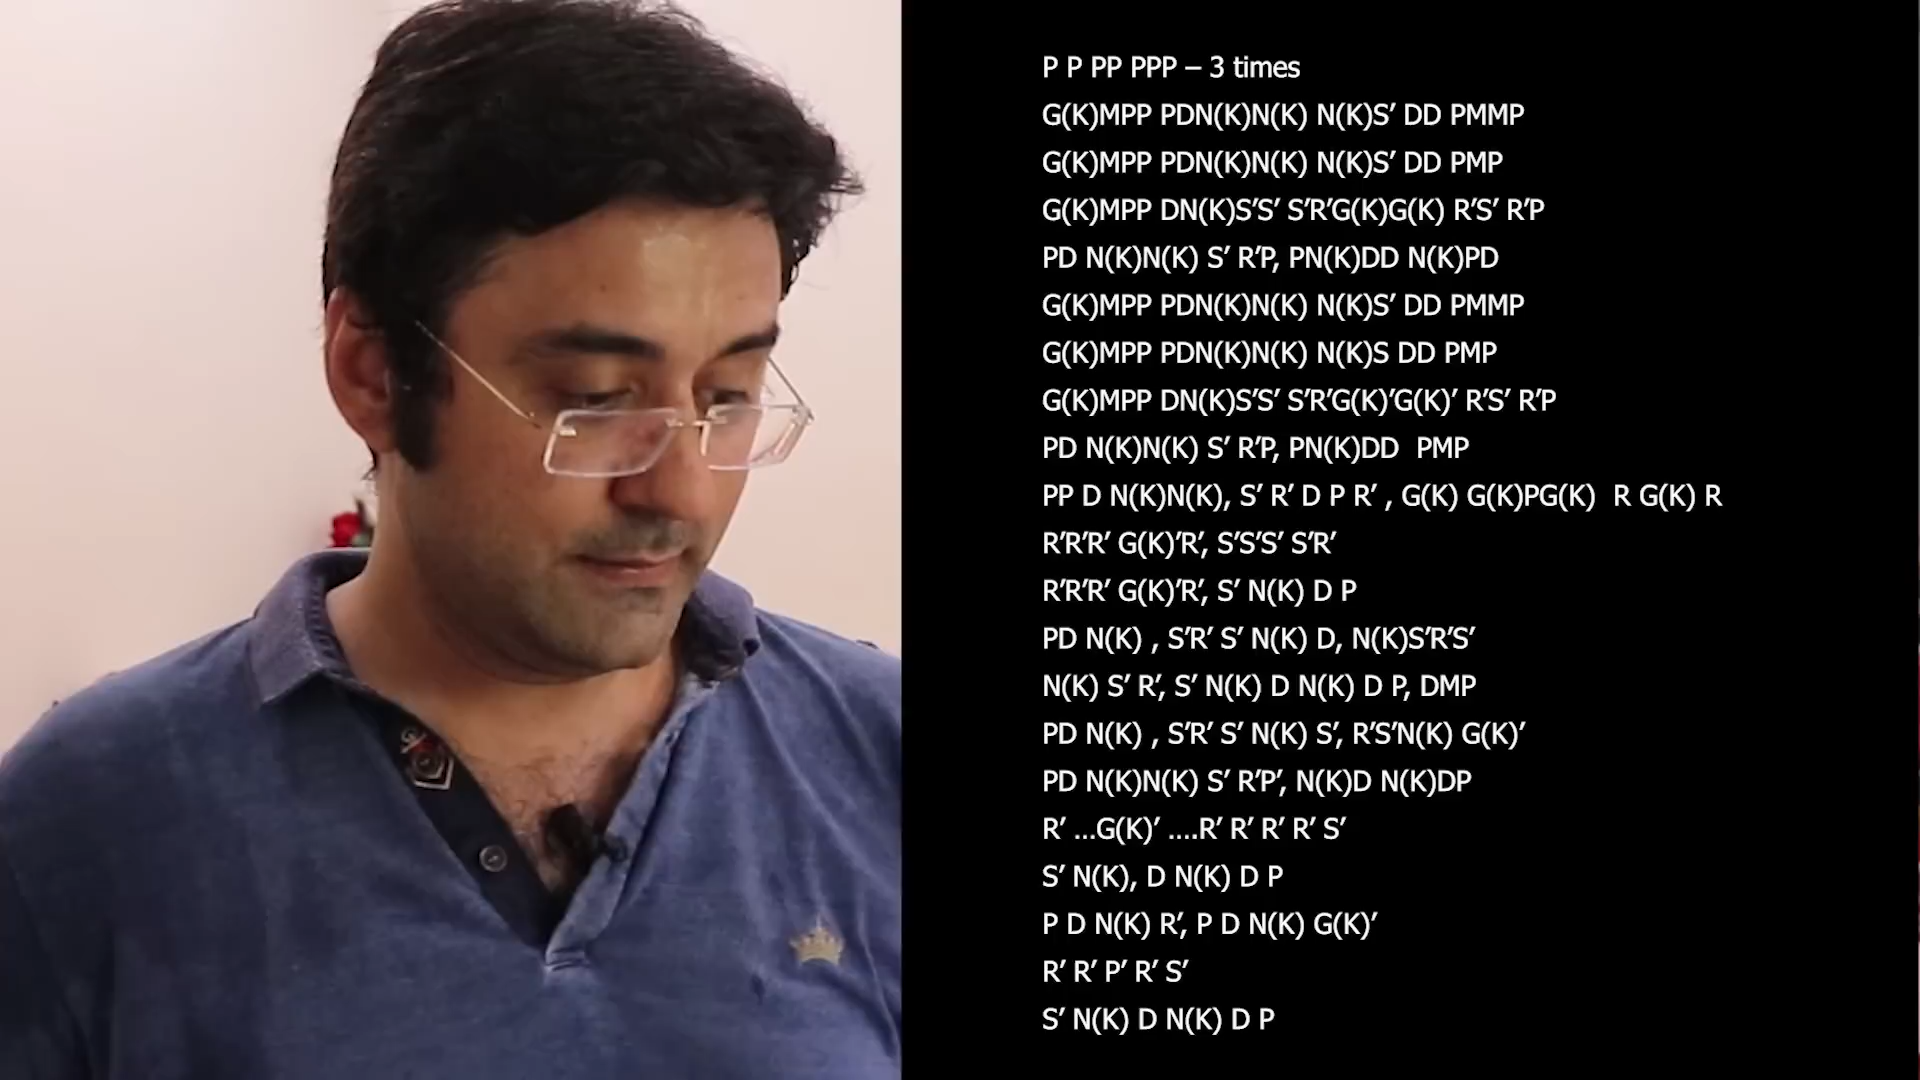 P P PP PPP – 3 times
G(K)MPP PDN(K)N(K) N(K)S’ DD PMMP
G(K)MPP PDN(K)N(K) N(K)S’ DD PMP
G(K)MPP DN(K)S’S’ S’R’G(K)G(K) R’S’ R’P
PD N(K)N(K) S’ R’P, PN(K)DD N(K)PD
G(K)MPP PDN(K)N(K) N(K)S’ DD PMMP
G(K)MPP PDN(K)N(K) N(K)S DD PMP
G(K)MPP DN(K)S’S’ S’R’G(K)’G(K)’ R’S’ R’P
PD N(K)N(K) S’ R’P, PN(K)DD  PMP
PP D N(K)N(K), S’ R’ D P R’ , G(K) G(K)PG(K)  R G(K) R
R’R’R’ G(K)’R’, S’S’S’ S’R’
R’R’R’ G(K)’R’, S’ N(K) D P
PD N(K) , S’R’ S’ N(K) D, N(K)S’R’S’
N(K) S’ R’, S’ N(K) D N(K) D P, DMP
PD N(K) , S’R’ S’ N(K) S’, R’S’N(K) G(K)’
PD N(K)N(K) S’ R’P’, N(K)D N(K)DP
R’ ...G(K)’ ....R’ R’ R’ R’ S’
S’ N(K), D N(K) D P
P D N(K) R’, P D N(K) G(K)’
R’ R’ P’ R’ S’
S’ N(K) D N(K) D P